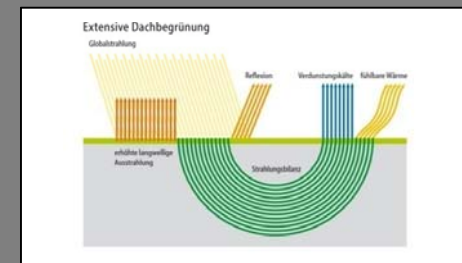 Extensive Dachbegrünung
Globalstrahlung
Reflexion
Verdunstungskälte
fühlbare Wärme
erhöhte langwellige
Ausstrahlung
Strahlungsbilanz